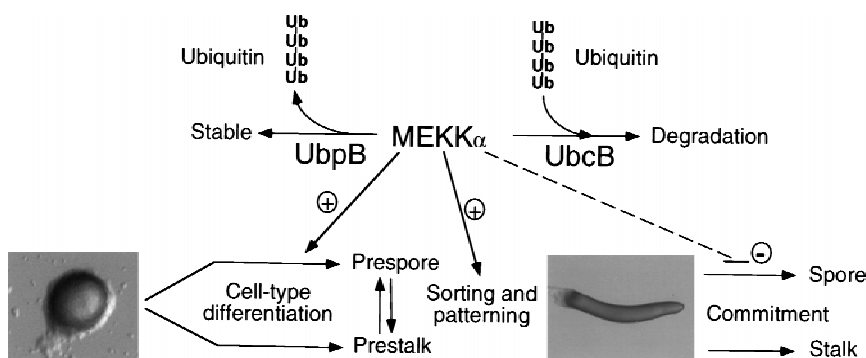 Ub
Ub
Ub
Ub
Ubiquitin
Ub
Ub
Ub
Ub
Ubiquitin
Stable
MEKKα
Degradation
UbpB
UbcB
+
+
-
Prespore
Spore
Cell-type
differentiation
Sorting and
patterning
Commitment
Prestalk
Stalk